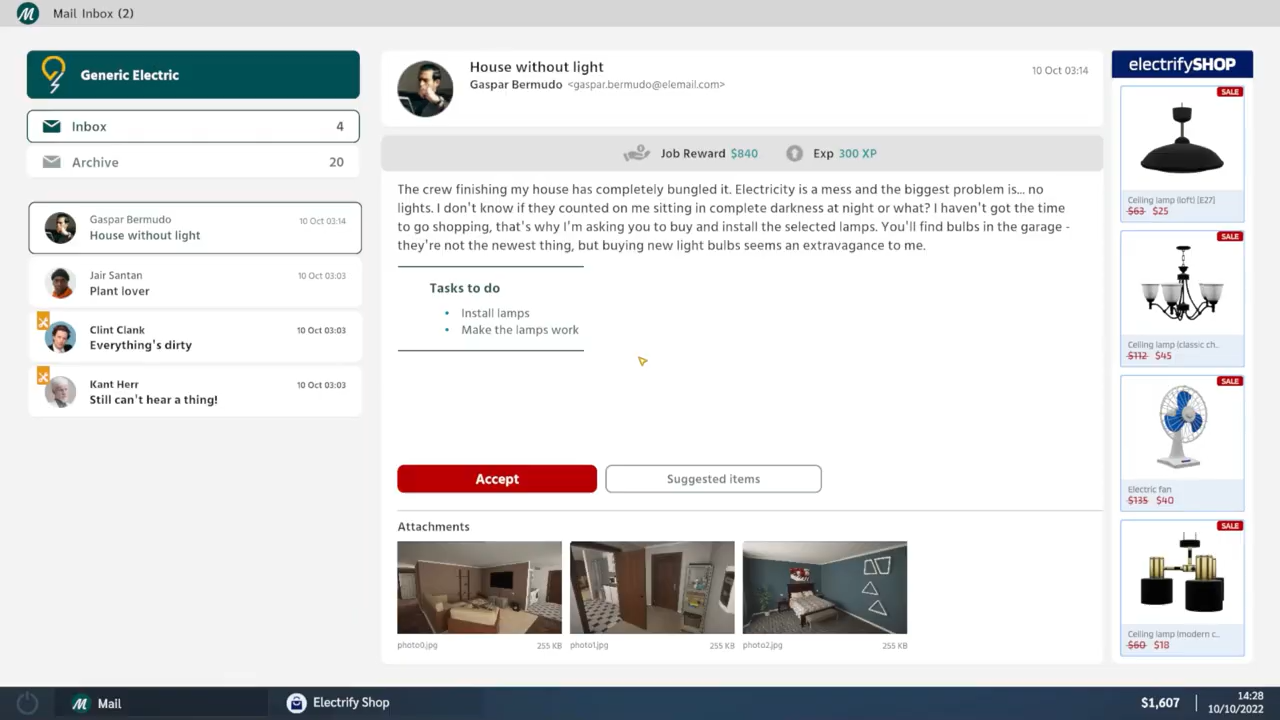 Mail Inbox (2)
Generic Electric
Inbox 4
Archive 20
Gaspar Bermudo 10 Oct 03:14
House without light
Jair Santan 10 Oct 03:03
Plant lover
Clint Clank 10 Oct 03:03
Everything's dirty
Kant Herr 10 Oct 03:03
Still can't hear a thing!
House without light
Gaspar Bermudo <gaspar.bermudo@elemail.com>
10 Oct 03:14
Job Reward $840 Exp 300 XP
The crew finishing my house has completely bungled it. Electricity is a mess and the biggest problem is... no
lights. I don't know if they counted on me sitting in complete darkness at night or what? I haven't got the time
to go shopping, that's why I'm asking you to buy and install the selected lamps. You'll find bulbs in the garage -
they're not the newest thing, but buying new light bulbs seems an extravagance to me.
Tasks to do
• Install lamps
• Make the lamps work
Accept
Suggested items
Attachments
photo0.jpg 255 KB
photo1.jpg 255 KB
photo2.jpg 255 KB
electrifySHOP
SALE
Ceiling lamp (loft) [E27]
$63 $25
SALE
Ceiling lamp (classic ch..
$112 $45
SALE
Electric fan
$135 $40
SALE
Ceiling lamp (modern c..
$60 $18
Mail
Electrify Shop
$1,607
14:28
10/10/2022